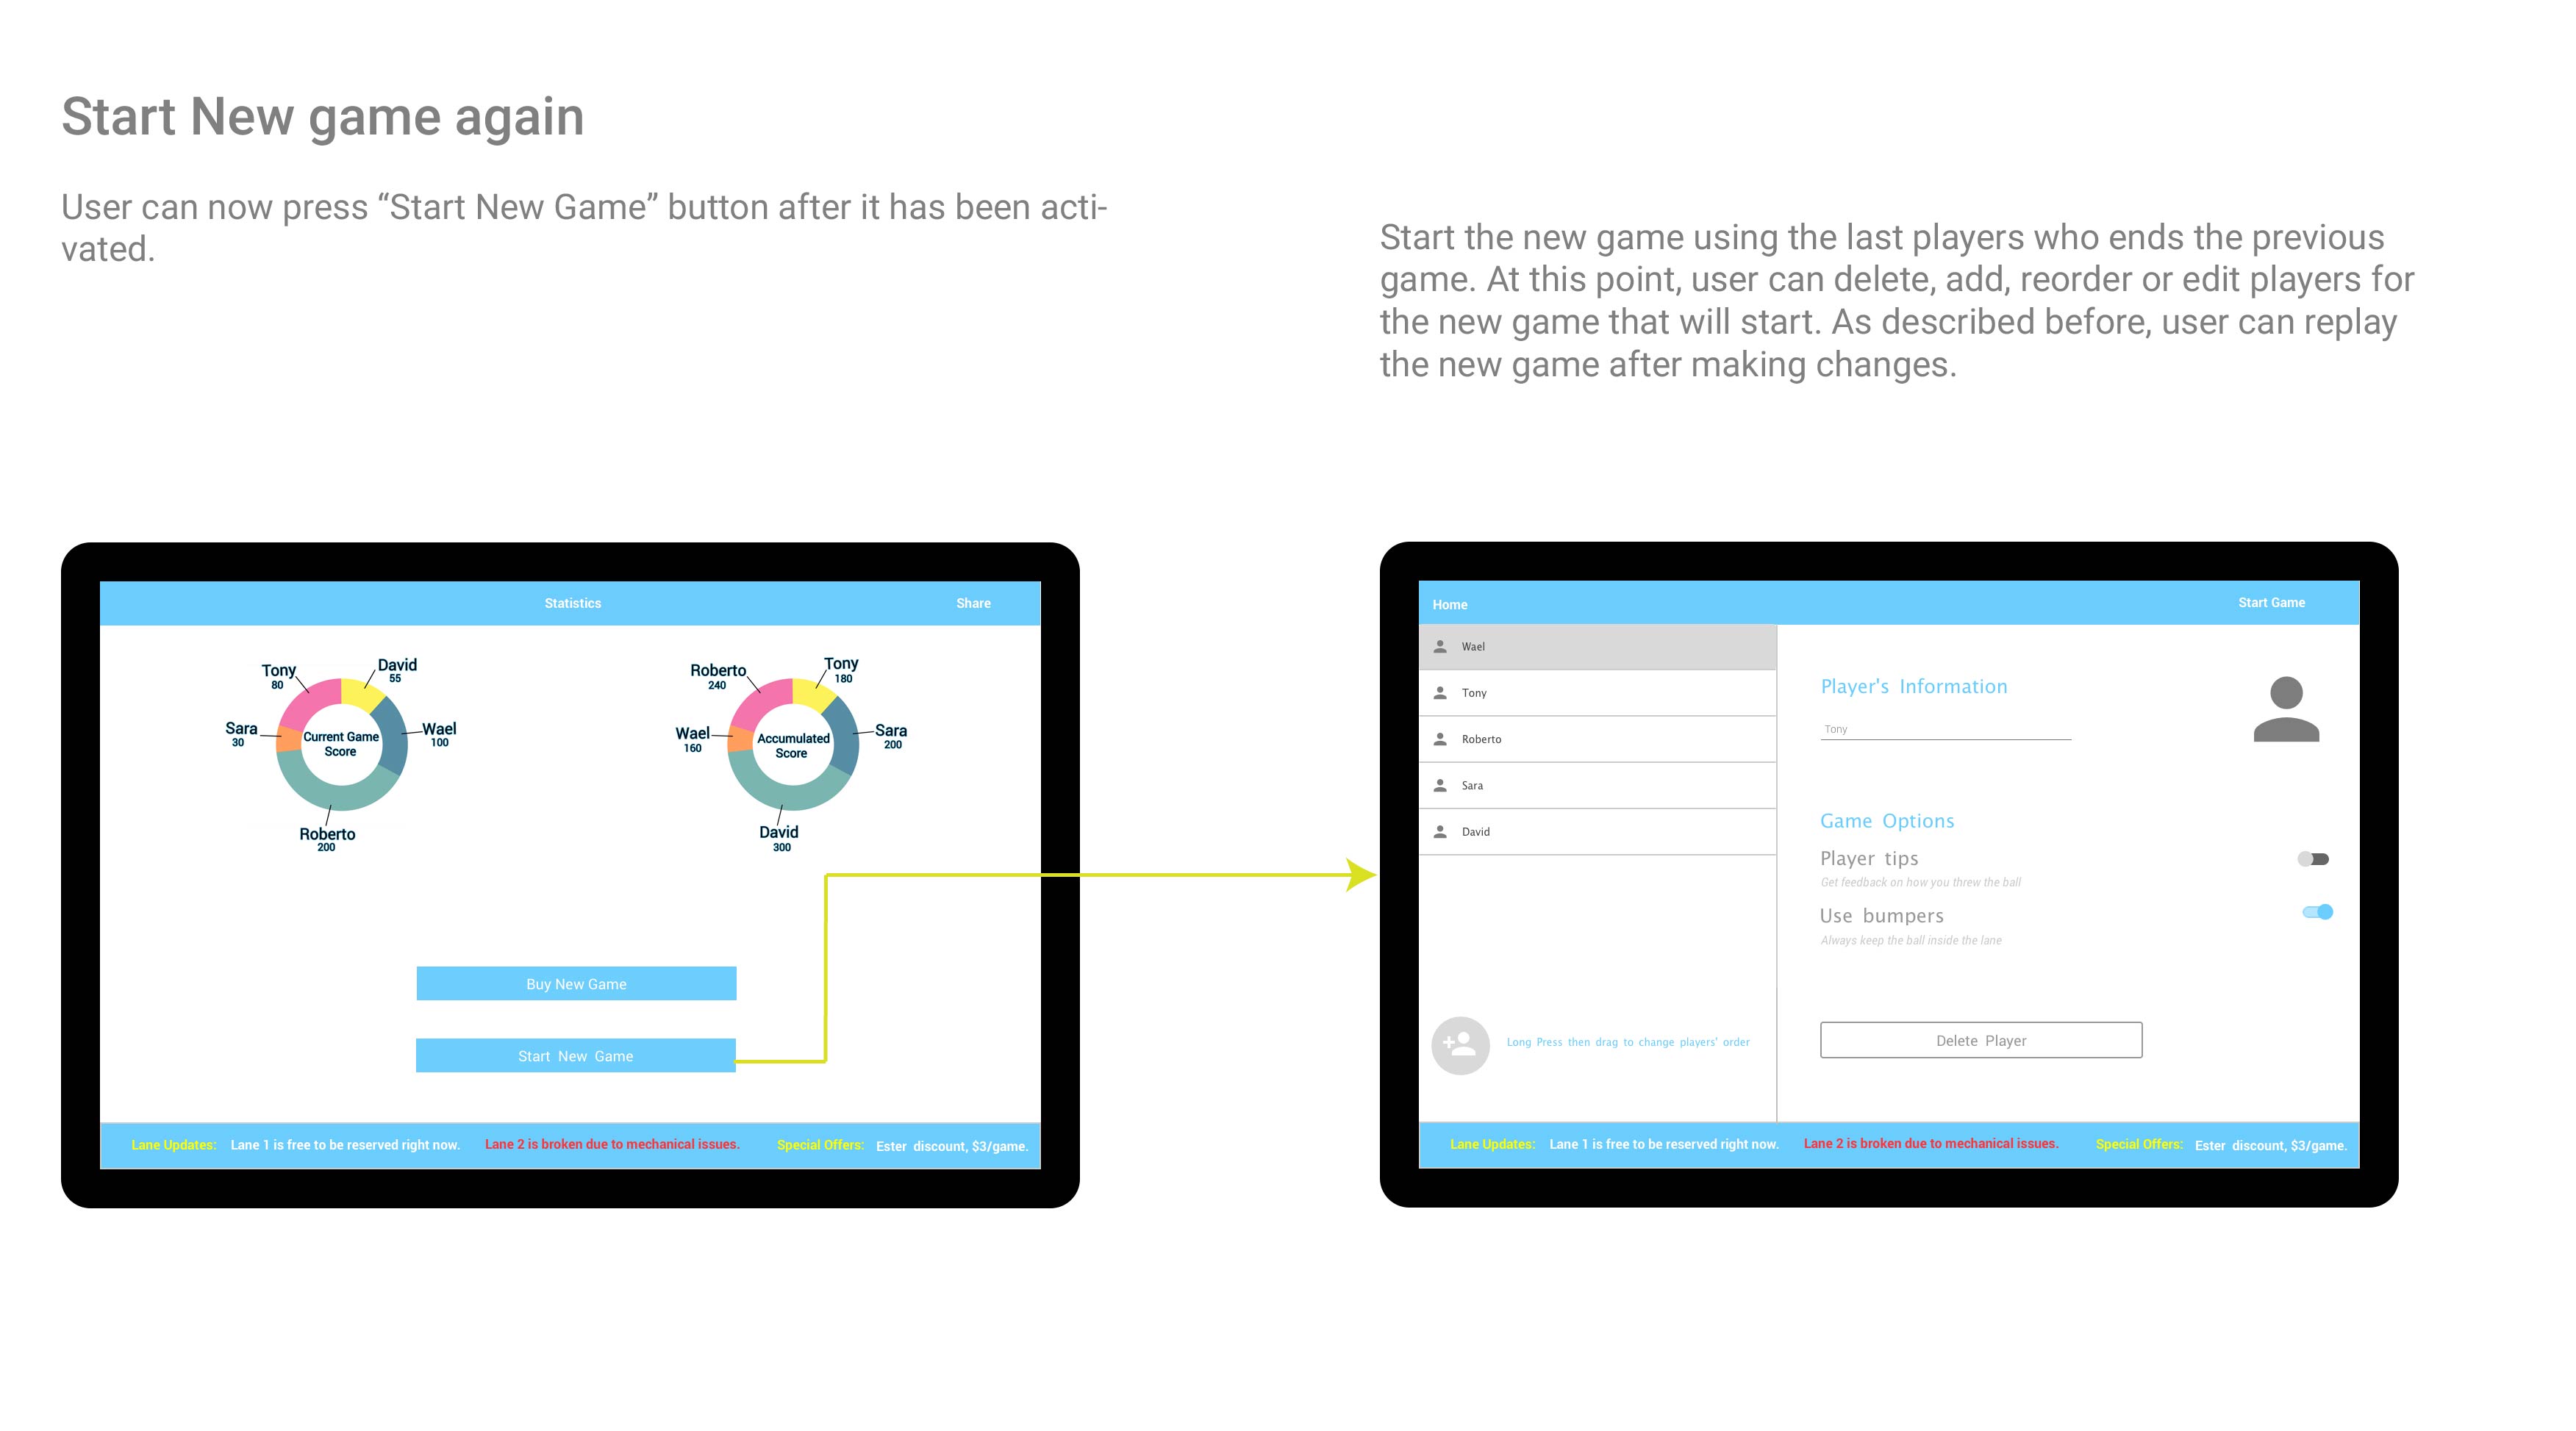 Start New game again
User can now press “Start New Game” button after it has been acti-
vated.
Start the new game using the last players who ends the previous
game. At this point, user can delete, add, reorder or edit players for
the new game that will start. As described before, user can replay
the new game after making changes.
Statistics
Share
Tony
80
David
55
Sara
30
Current Game
Score
Wael
100
Roberto
200
Roberto
240
Tony
180
Wael
160
Accumulated
Score
Sara
200
David
300
Buy New Game
Start New Game
Lane Updates: Lane 1 is free to be reserved right now. Lane 2 is broken due to mechanical issues. Special Offers: Ester discount, $3/game.
Home
Start Game
Wael
Tony
Roberto
Sara
David
Long Press then drag to change players' order
Player's Information
Tony
Game Options
Player tips
Get feedback on how you threw the ball
Use bumpers
Always keep the ball inside the lane
Delete Player
Lane Updates: Lane 1 is free to be reserved right now. Lane 2 is broken due to mechanical issues. Special Offers: Ester discount, $3/game.